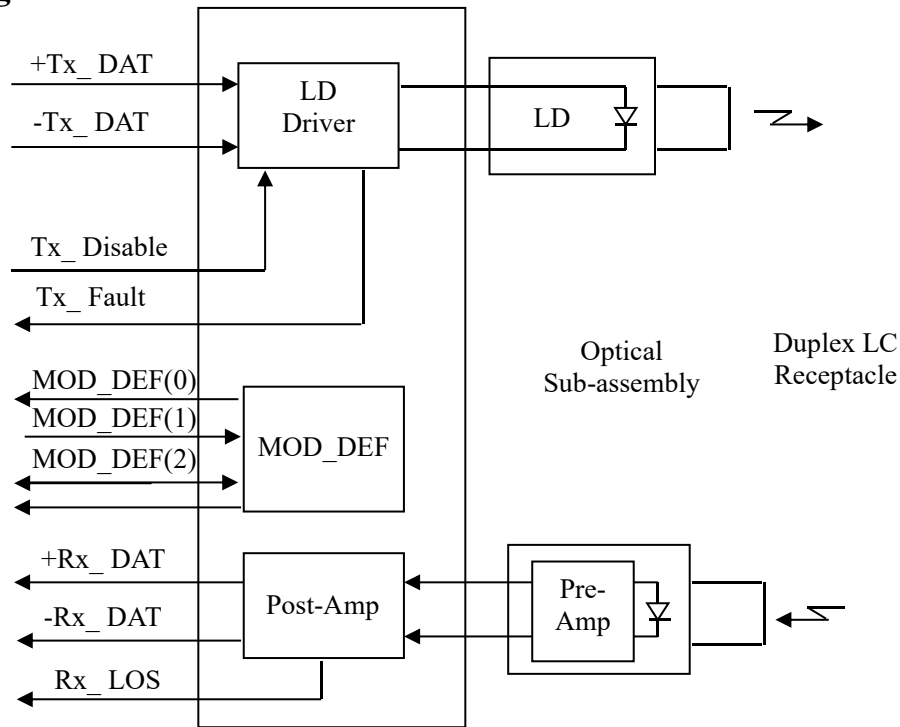 +Tx_ DAT
-Tx_ DAT
LD
Driver
LD
Tx_ Disable
Tx_ Fault
Optical
Sub-assembly
Duplex LC
Receptacle
MOD_DEF(0)
MOD_DEF(1)
MOD_DEF(2)
MOD_DEF
+Rx_ DAT
-Rx_ DAT
Rx_ LOS
Post-Amp
Pre-
Amp